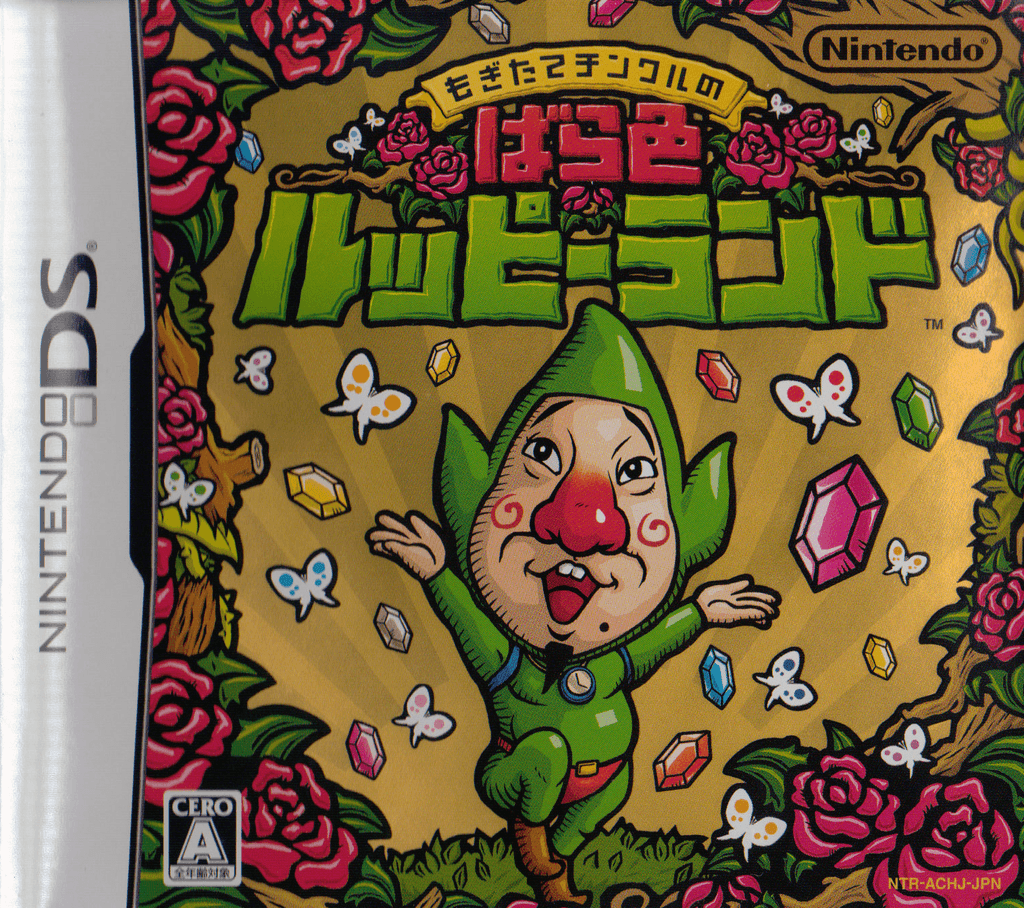 Nintendo®
もぎたてチンクルの
ばら色
ルッピーランド
TM
NINTENDO DS®
CERO
A
全年齢対象
NTR-ACHJ-JPN